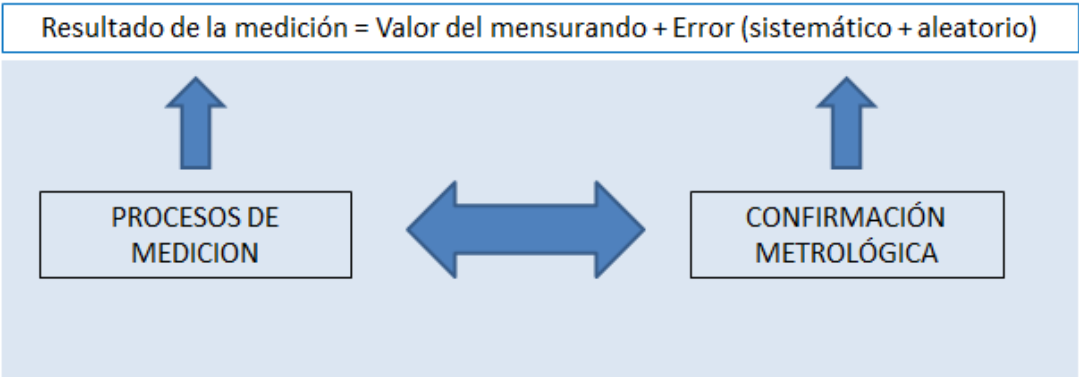 Resultado de la medición = Valor del mensurando + Error (sistemático + aleatorio)
PROCESOS DE
MEDICION
CONFIRMACIÓN
METROLÓGICA